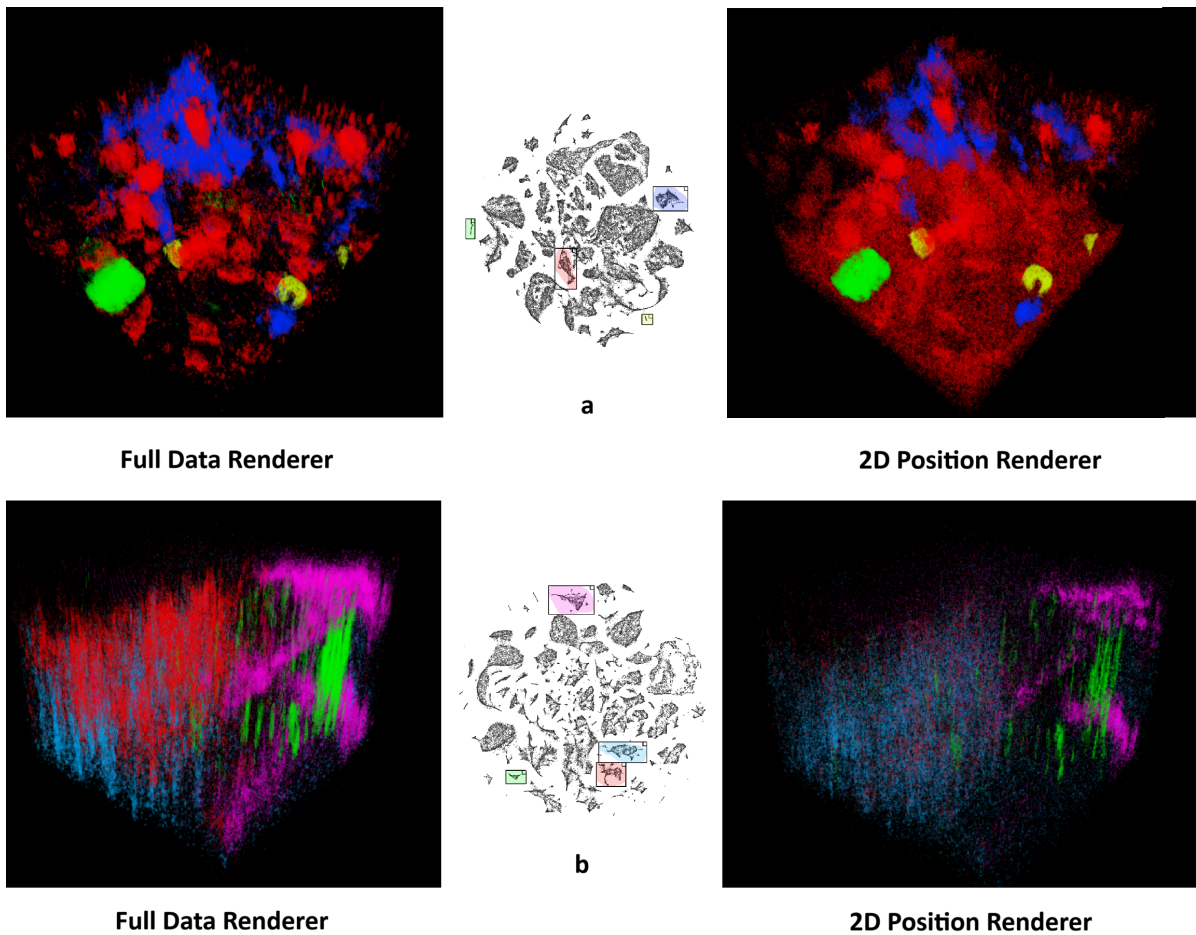 a
Full Data Renderer
2D Position Renderer
b
Full Data Renderer
2D Position Renderer